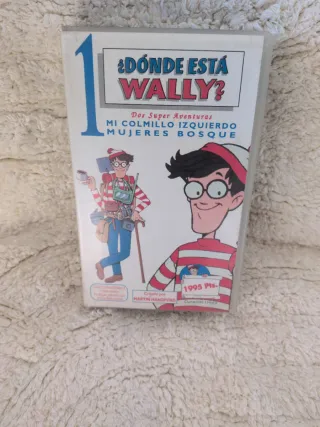 1
¿DÓNDE ESTÁ
WALLY?
Dos Super Aventuras
MI COLMILLO IZQUIERDO
MUJERES BOSQUE
1995 Pts.